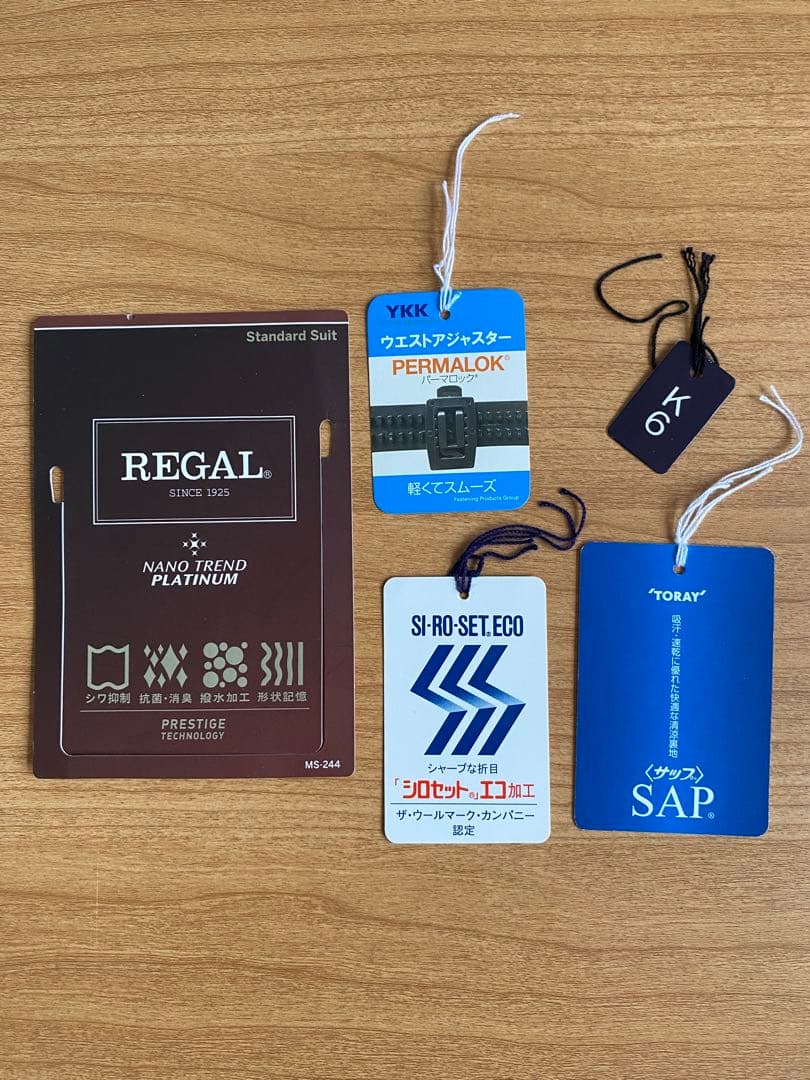 Standard Suit
REGAL®
SINCE 1925
NANO TREND
PLATINUM
シワ抑制 抗菌・消臭 撥水加工 形状記憶
PRESTIGE
TECHNOLOGY
MS-244
YKK
ウエストアジャスター
PERMALOK®
パーマロック®
軽くてスムーズ
Fastening Products Group
K6
SI-RO-SET®ECO
シャープな折目
「シロセット®」エコ加工
ザ・ウールマーク・カンパニー
認定
'TORAY'
吸汗・速乾に優れた快適な清涼裏地
〈サップ®〉
SAP®